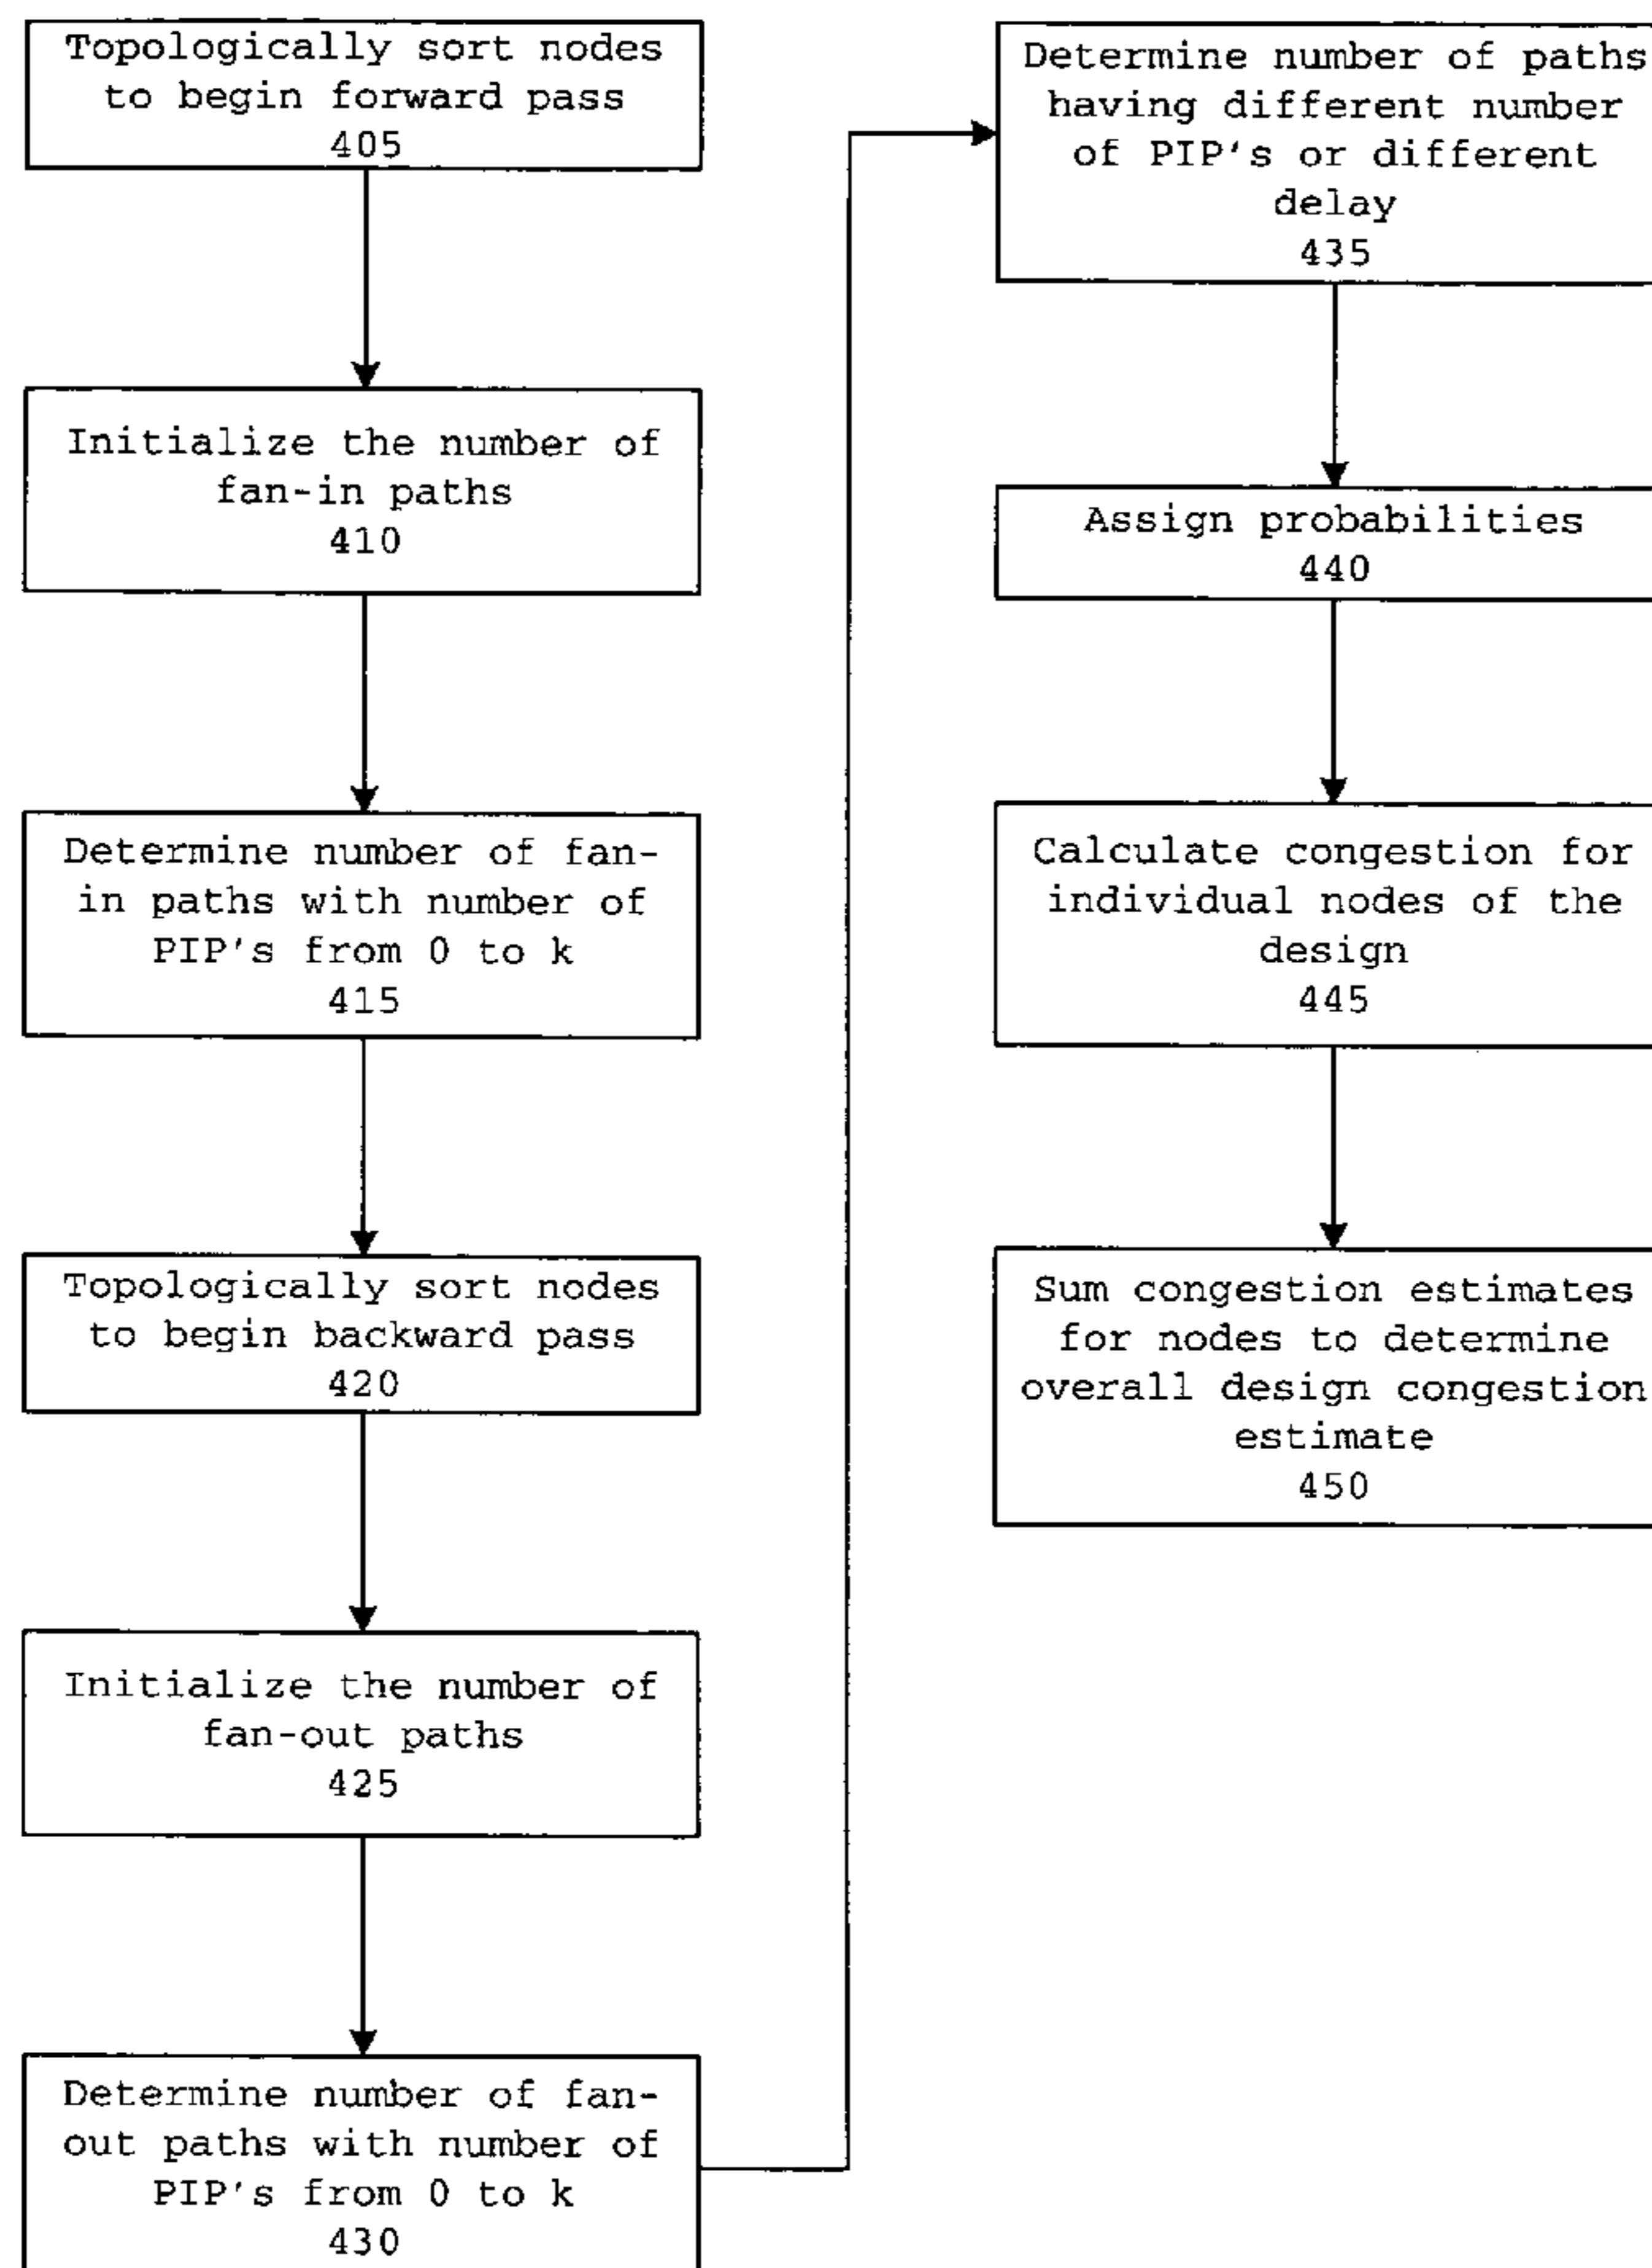 Topologically sort nodes
to begin forward pass
405
Initialize the number of
fan-in paths
410
Determine number of fan-
in paths with number of
PIP's from 0 to k
415
Topologically sort nodes
to begin backward pass
420
Initialize the number of
fan-out paths
425
Determine number of fan-
out paths with number of
PIP's from 0 to k
430
Determine number of paths
having different number
of PIP's or different
delay
435
Assign probabilities
440
Calculate congestion for
individual nodes of the
design
445
Sum congestion estimates
for nodes to determine
overall design congestion
estimate
450